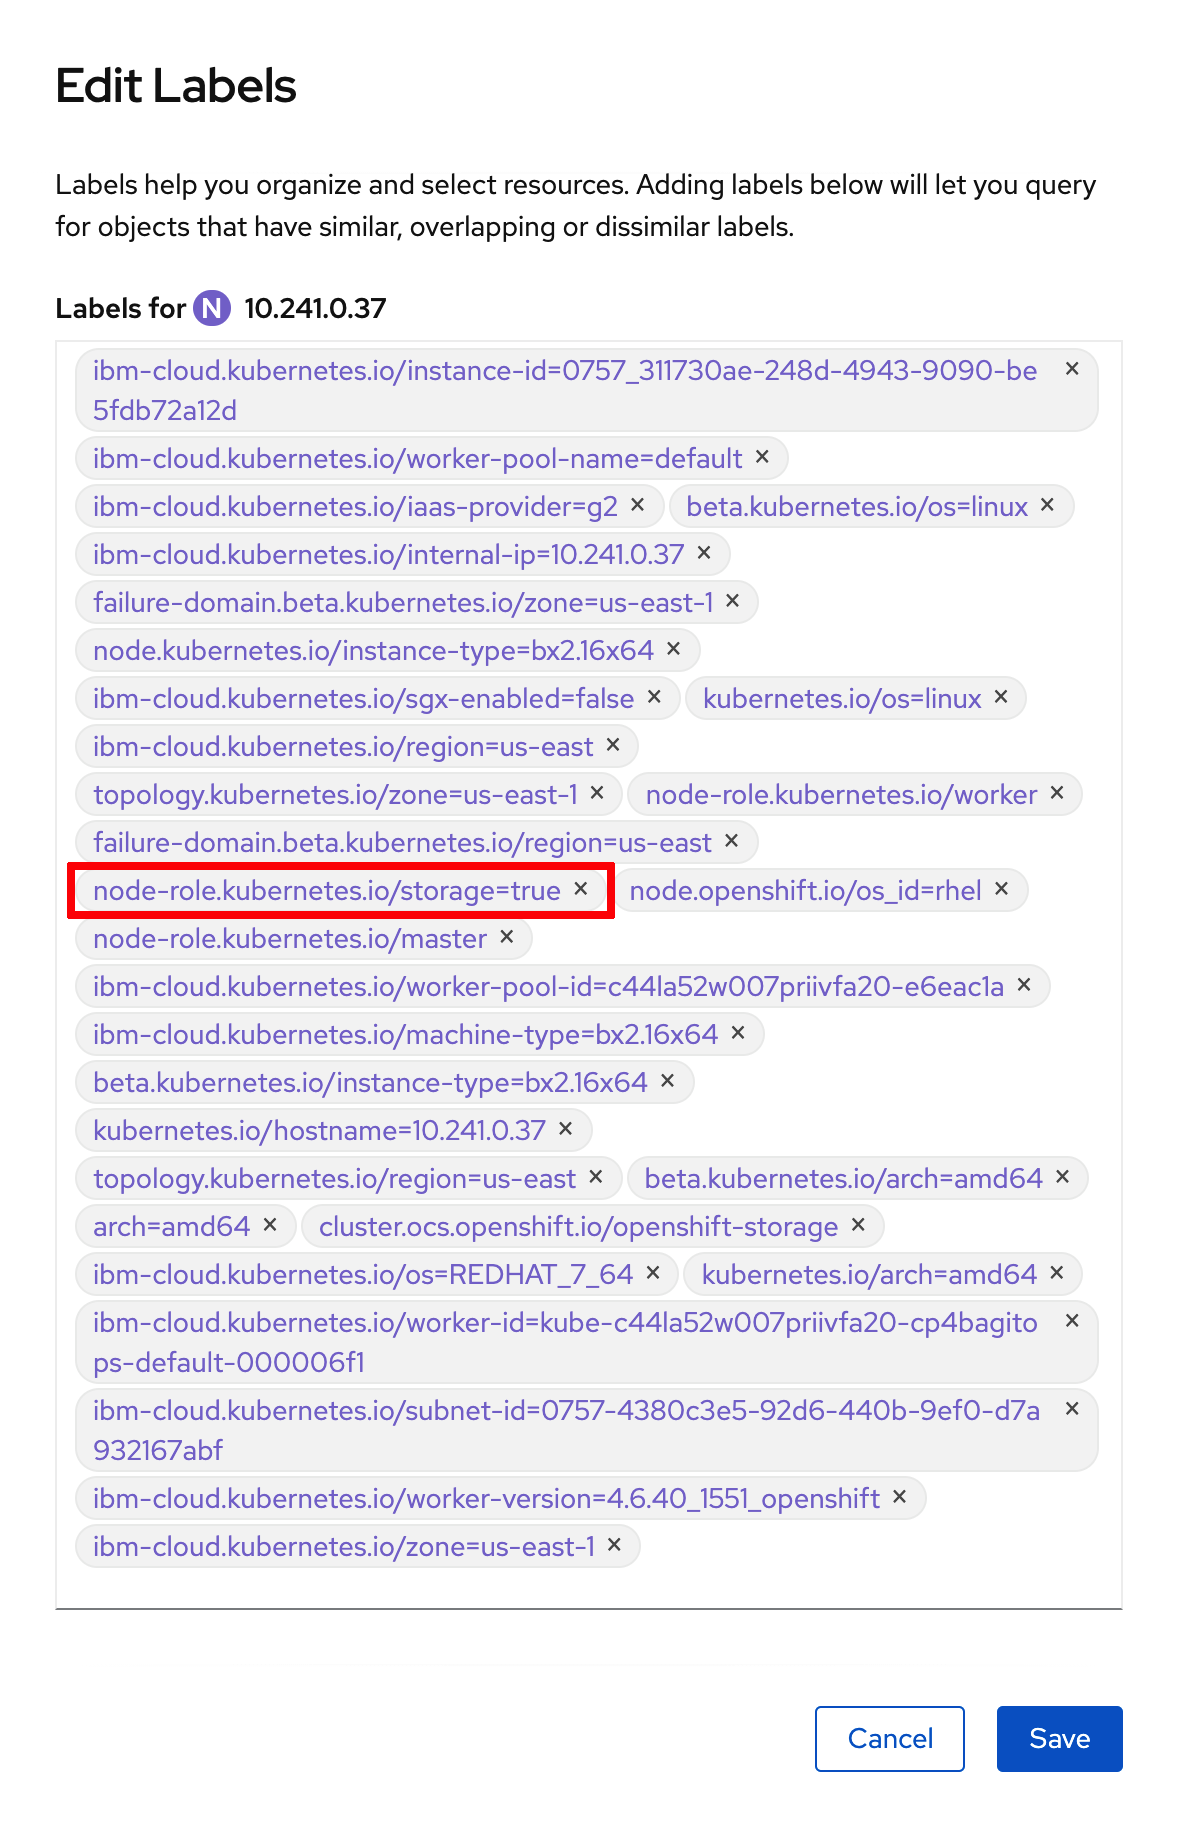 Edit Labels
Labels help you organize and select resources. Adding labels below will let you query
for objects that have similar, overlapping or dissimilar labels.
Labels for N 10.241.0.37
ibm-cloud.kubernetes.io/instance-id=0757_311730ae-248d-4943-9090-be ×
5fdb72a12d
ibm-cloud.kubernetes.io/worker-pool-name=default ×
ibm-cloud.kubernetes.io/iaas-provider=g2 × beta.kubernetes.io/os=linux ×
ibm-cloud.kubernetes.io/internal-ip=10.241.0.37 ×
failure-domain.beta.kubernetes.io/zone=us-east-1 ×
node.kubernetes.io/instance-type=bx2.16x64 ×
ibm-cloud.kubernetes.io/sgx-enabled=false × kubernetes.io/os=linux ×
ibm-cloud.kubernetes.io/region=us-east ×
topology.kubernetes.io/zone=us-east-1 × node-role.kubernetes.io/worker ×
failure-domain.beta.kubernetes.io/region=us-east ×
node-role.kubernetes.io/storage=true × node.openshift.io/os_id=rhel ×
node-role.kubernetes.io/master ×
ibm-cloud.kubernetes.io/worker-pool-id=c44la52w007priivfa20-e6eac1a ×
ibm-cloud.kubernetes.io/machine-type=bx2.16x64 ×
beta.kubernetes.io/instance-type=bx2.16x64 ×
kubernetes.io/hostname=10.241.0.37 ×
topology.kubernetes.io/region=us-east × beta.kubernetes.io/arch=amd64 ×
arch=amd64 × cluster.ocs.openshift.io/openshift-storage ×
ibm-cloud.kubernetes.io/os=REDHAT_7_64 × kubernetes.io/arch=amd64 ×
ibm-cloud.kubernetes.io/worker-id=kube-c44la52w007priivfa20-cp4bagito ×
ps-default-000006f1
ibm-cloud.kubernetes.io/subnet-id=0757-4380c3e5-92d6-440b-9ef0-d7a ×
932167abf
ibm-cloud.kubernetes.io/worker-version=4.6.40_1551_openshift ×
ibm-cloud.kubernetes.io/zone=us-east-1 ×
Cancel Save